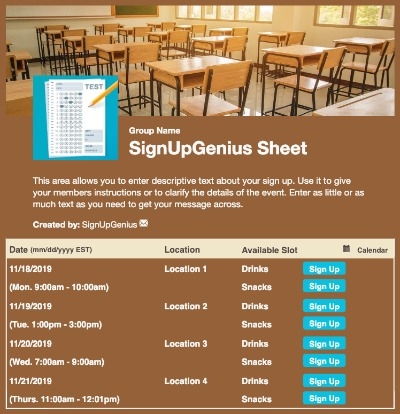 TEST
Group Name
SignUpGenius Sheet
This area allows you to enter descriptive text about your sign up. Use it to give
your members instructions or to clarify the details of the event. Enter as little or as
much text as you need to get your message across.
Created by: SignUpGenius
Date (mm/dd/yyyy EST) Location Available Slot Calendar
11/18/2019 Location 1 Drinks Sign Up
(Mon. 9:00am - 10:00am) Snacks Sign Up
11/19/2019 Location 2 Drinks Sign Up
(Tue. 1:00pm - 3:00pm) Snacks Sign Up
11/20/2019 Location 3 Drinks Sign Up
(Wed. 7:00am - 9:00am) Snacks Sign Up
11/21/2019 Location 4 Drinks Sign Up
(Thurs. 11:00am - 12:01pm) Snacks Sign Up